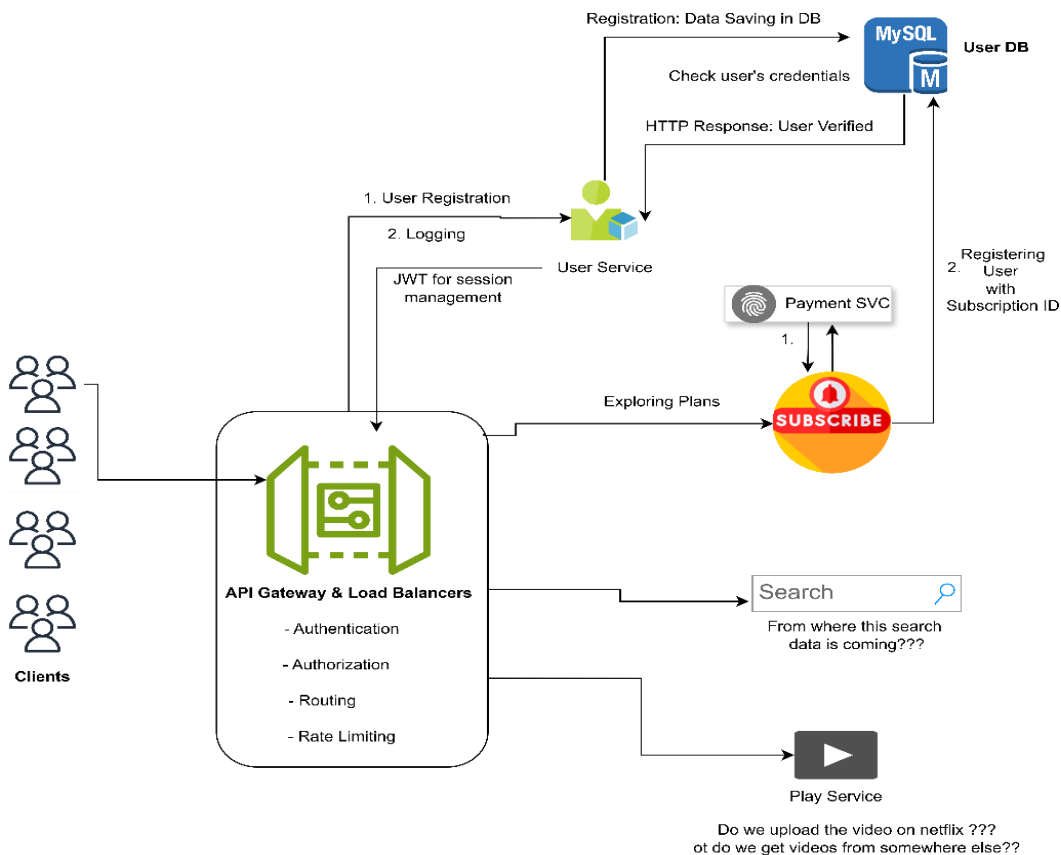 Registration: Data Saving in DB
MySQL
M
User DB
Check user's credentials
HTTP Response: User Verified
1. User Registration
2. Logging
User Service
JWT for session
management
2.
Registering
User
with
Subscription ID
Payment SVC
1.
Exploring Plans
SUBSCRIBE
API Gateway & Load Balancers
- Authentication
- Authorization
- Routing
- Rate Limiting
Clients
Search
From where this search
data is coming???
Play Service
Do we upload the video on netflix ???
ot do we get videos from somewhere else??